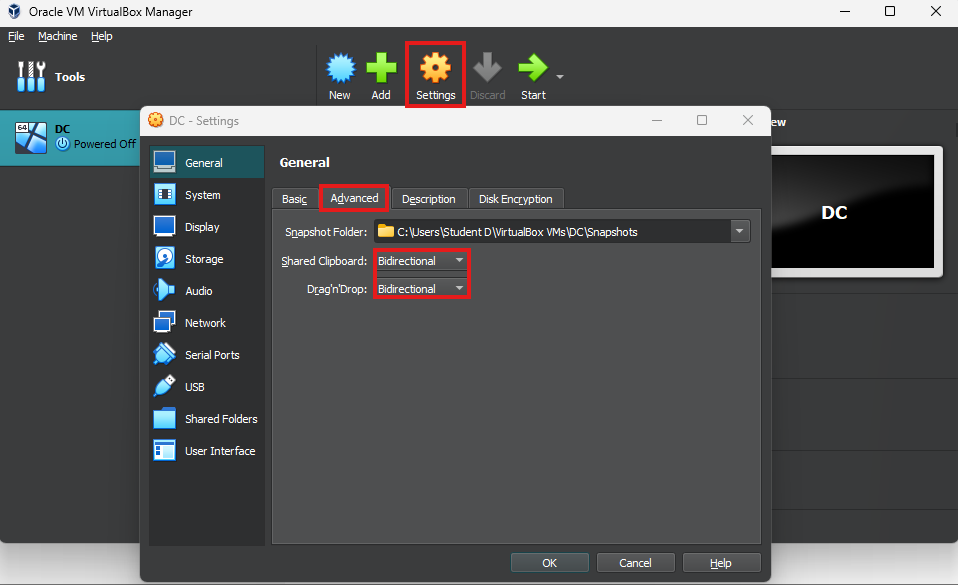 Oracle VM VirtualBox Manager
File Machine Help
Tools
New Add Settings Discard Start
64
DC
Powered Off
DC - Settings
ew
DC
General
System
Display
Storage
Audio
Network
Serial Ports
USB
Shared Folders
User Interface
General
Basic Advanced Description Disk Encryption
Snapshot Folder: C:\Users\Student D\VirtualBox VMs\DC\Snapshots
Shared Clipboard: Bidirectional
Drag'n'Drop: Bidirectional
OK Cancel Help